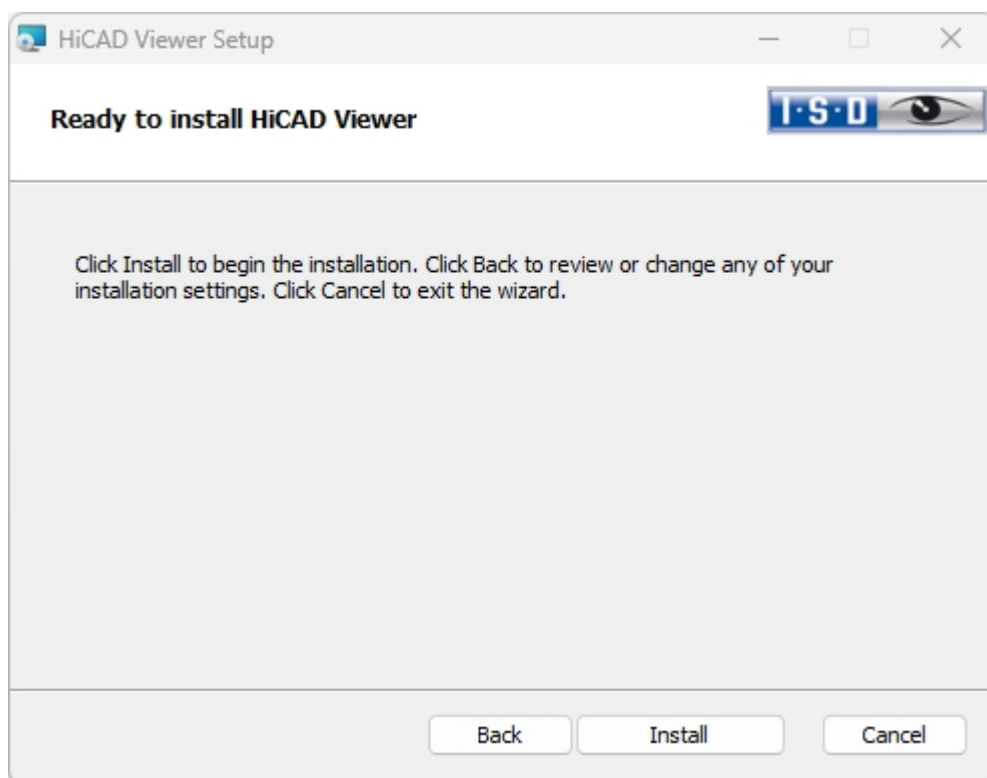 HiCAD Viewer Setup
Ready to install HiCAD Viewer
I·S·D
Click Install to begin the installation. Click Back to review or change any of your
installation settings. Click Cancel to exit the wizard.
Back Install Cancel